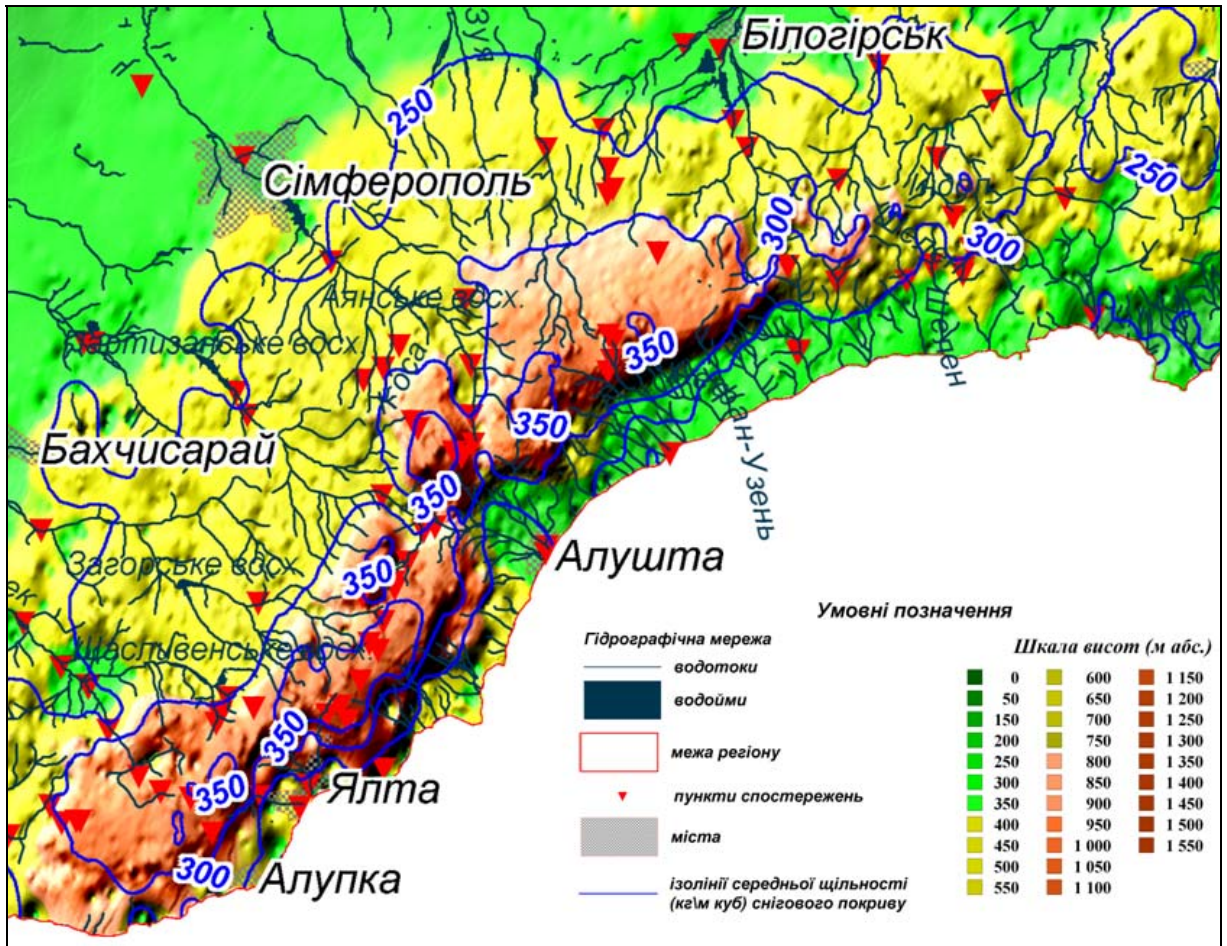 Зуя
Білогірськ
250
Сімферополь
250
300
300
Аянське восх.
Партизанське восх.
Коса
350
Шелен
350
Бахчисарай
350
Алушта
Загорське восх.
350
Щасливенське восх.
350
350
Ялта
300
Алупка
Умовні позначення
Гідрографічна мережа
водотоки
водойми
межа регіону
пункти спостережень
міста
ізолінії середньої щільності
(кг\м куб) снігового покриву
Шкала висот (м абс.)
0 600 1 150
50 650 1 200
150 700 1 250
200 750 1 300
250 800 1 350
300 850 1 400
350 900 1 450
400 950 1 500
450 1 000 1 550
500 1 050
550 1 100